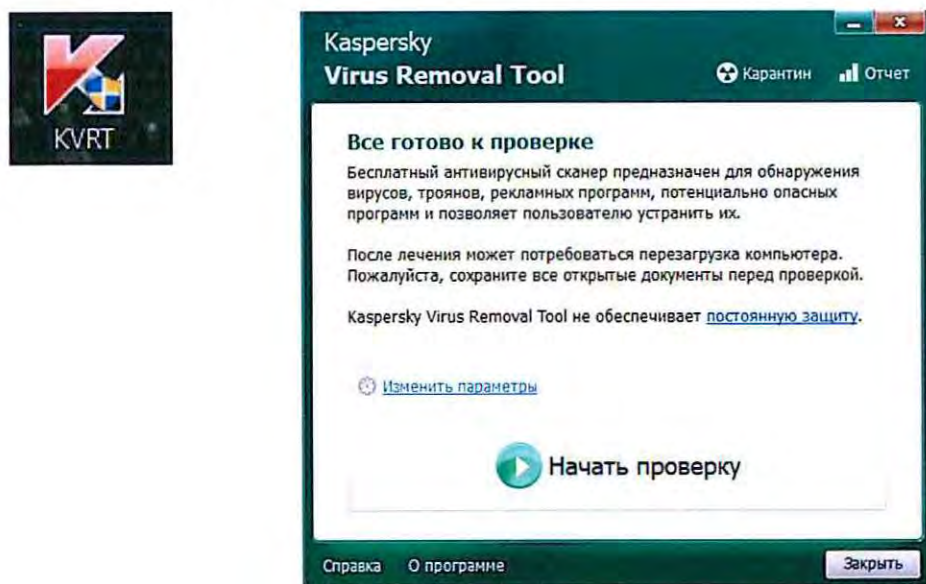 KVRT
Kaspersky
Virus Removal Tool
Карантин
Отчет
Все готово к проверке
Бесплатный антивирусный сканер предназначен для обнаружения
вирусов, троянов, рекламных программ, потенциально опасных
программ и позволяет пользователю устранить их.
После лечения может потребоваться перезагрузка компьютера.
Пожалуйста, сохраните все открытые документы перед проверкой.
Kaspersky Virus Removal Tool не обеспечивает постоянную защиту.
Изменить параметры
Начать проверку
Справка
О программе
Закрыть